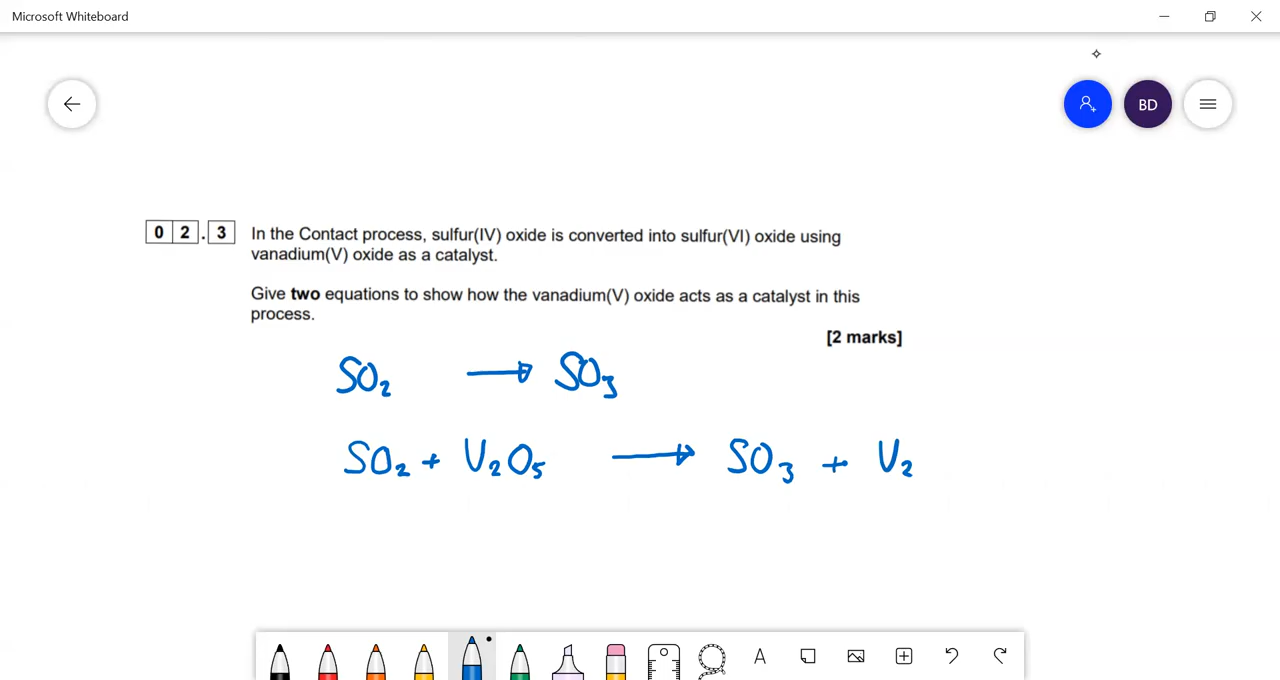 Microsoft Whiteboard
BD
02.3 In the Contact process, sulfur(IV) oxide is converted into sulfur(VI) oxide using
vanadium(V) oxide as a catalyst.
Give two equations to show how the vanadium(V) oxide acts as a catalyst in this
process.
[2 marks]
SO₂ → SO₃
SO₂ + V₂O₅ → SO₃ + V₂
A